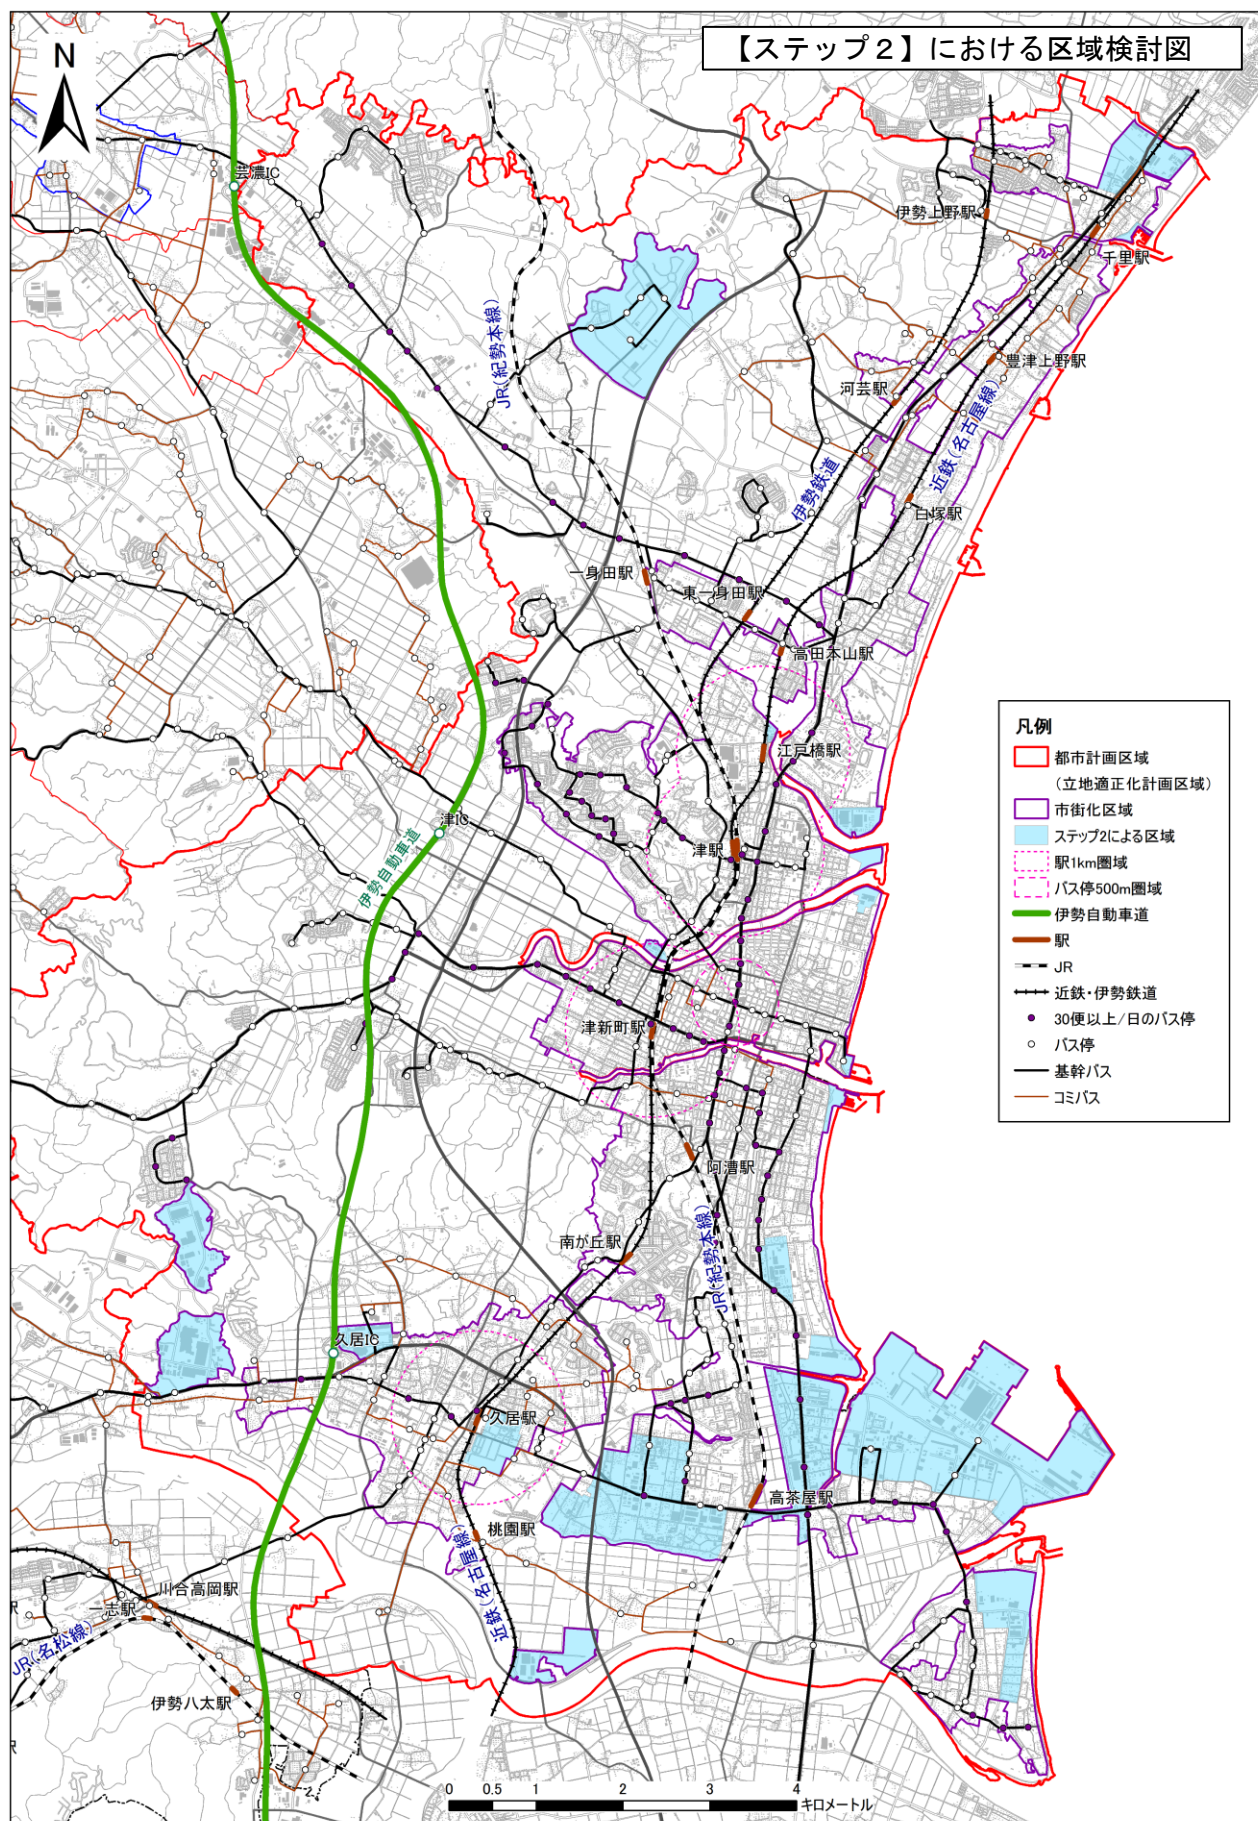 【ステップ２】における区域検討図
N
芸濃IC
伊勢上野駅
千里駅
JR(紀勢本線)
豊津上野駅
河芸駅
近鉄(名古屋線)
伊勢鉄道
白塚駅
一身田駅
東一身田駅
高田本山駅
江戸橋駅
津IC
津駅
伊勢自動車道
津新町駅
阿漕駅
JR(紀勢本線)
南が丘駅
久居IC
久居駅
高茶屋駅
桃園駅
近鉄(名古屋線)
川合高岡駅
一志駅
JR(名松線)
伊勢八太駅
凡例
都市計画区域
(立地適正化計画区域)
市街化区域
ステップ2による区域
駅1km圏域
バス停500m圏域
伊勢自動車道
駅
JR
近鉄・伊勢鉄道
30便以上/日のバス停
バス停
基幹バス
コミバス
0 0.5 1 2 3 4
キロメートル